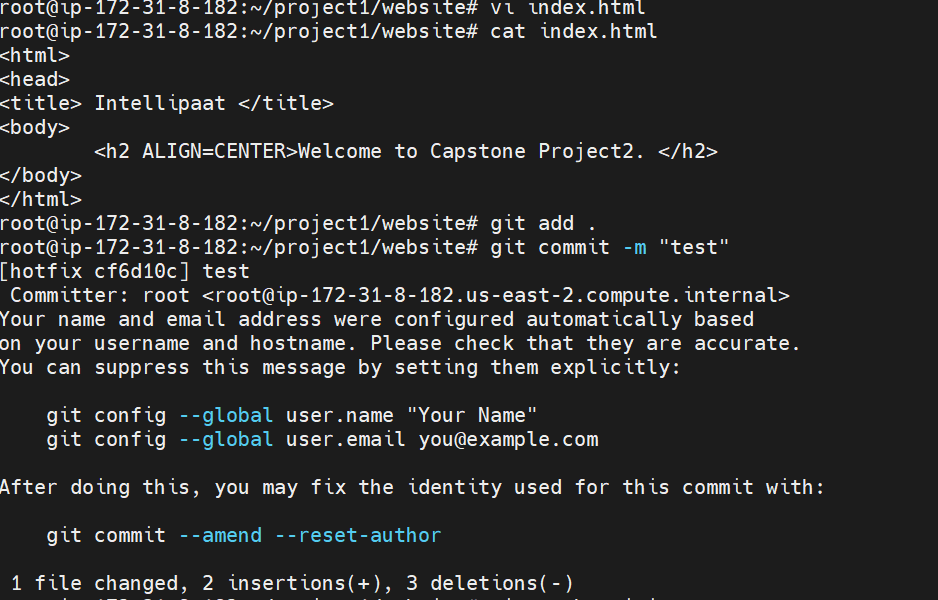 root@ip-172-31-8-182:~/project1/website# vi index.html
root@ip-172-31-8-182:~/project1/website# cat index.html
<html>
<head>
<title> Intellipaat </title>
<body>
        <h2 ALIGN=CENTER>Welcome to Capstone Project2. </h2>
</body>
</html>
root@ip-172-31-8-182:~/project1/website# git add .
root@ip-172-31-8-182:~/project1/website# git commit -m "test"
[hotfix cf6d10c] test
 Committer: root <root@ip-172-31-8-182.us-east-2.compute.internal>
Your name and email address were configured automatically based
on your username and hostname. Please check that they are accurate.
You can suppress this message by setting them explicitly:

    git config --global user.name "Your Name"
    git config --global user.email you@example.com

After doing this, you may fix the identity used for this commit with:

    git commit --amend --reset-author

 1 file changed, 2 insertions(+), 3 deletions(-)